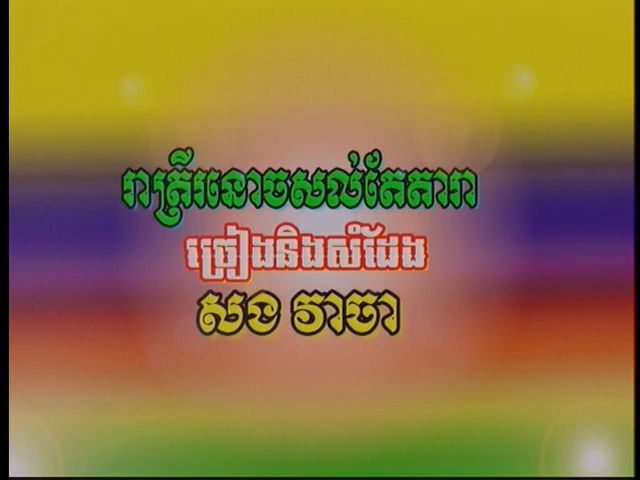 រាត្រីរនោចសល់តែតារា
ច្រៀងនិងសំដែង
សង វាចា